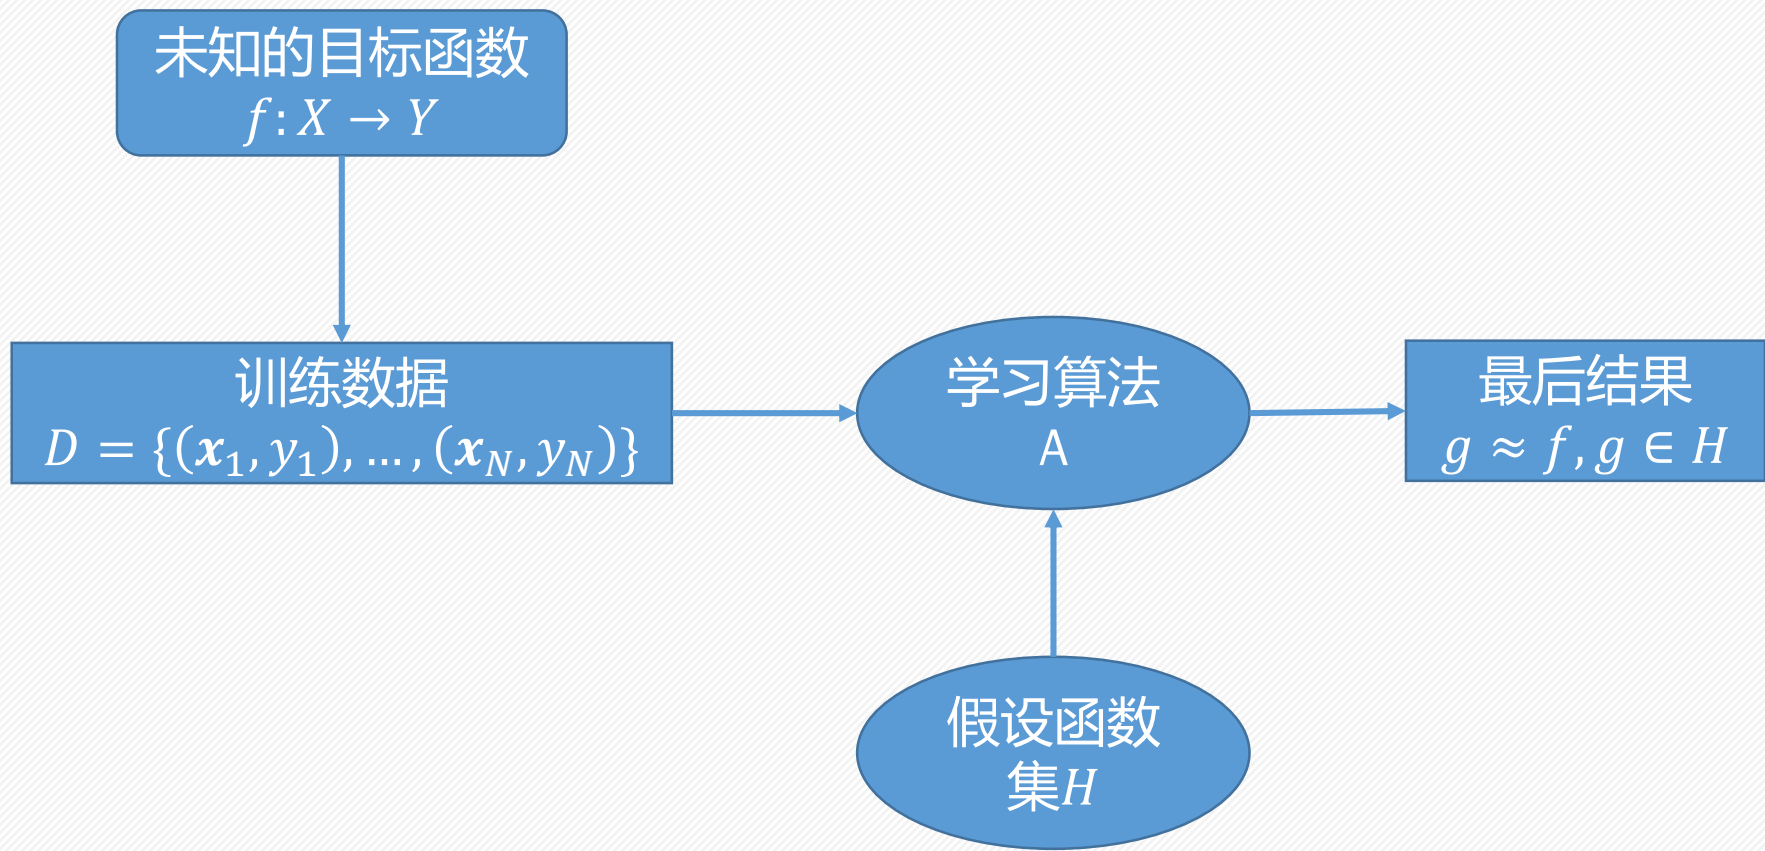 未知的目标函数
f: X → Y
训练数据
D = {(x₁, y₁), … , (x_N, y_N)}
学习算法
A
最后结果
g ≈ f, g ∈ H
假设函数
集H